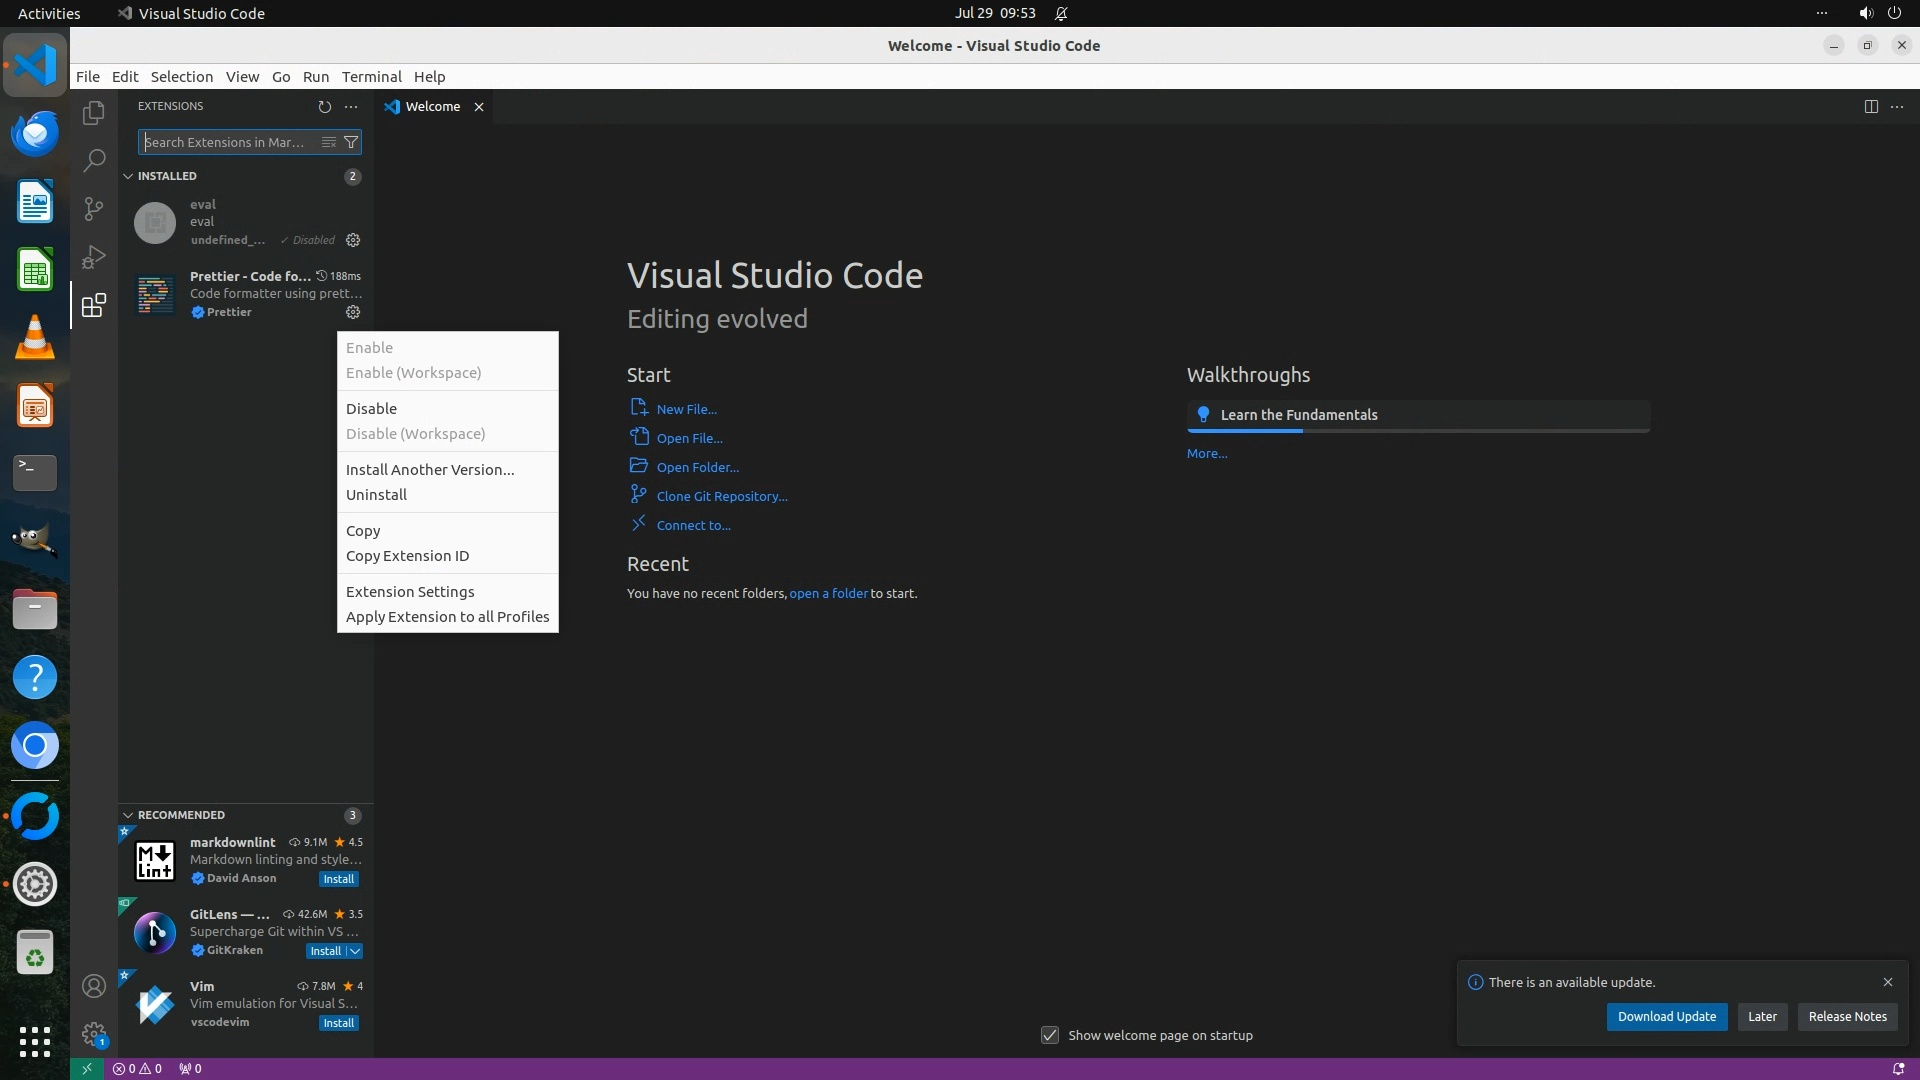 Activities
Visual Studio Code
Jul 29 09:53
Welcome - Visual Studio Code
File Edit Selection View Go Run Terminal Help
EXTENSIONS
Welcome
Search Extensions in Mar...
INSTALLED
2
eval
eval
undefined_...
✓ Disabled
Prettier - Code fo...
188ms
Code formatter using prett...
Prettier
Enable
Enable (Workspace)
Disable
Disable (Workspace)
Install Another Version...
Uninstall
Copy
Copy Extension ID
Extension Settings
Apply Extension to all Profiles
Visual Studio Code
Editing evolved
Start
New File...
Open File...
Open Folder...
Clone Git Repository...
Connect to...
Recent
You have no recent folders, open a folder to start.
Walkthroughs
Learn the Fundamentals
More...
RECOMMENDED
3
markdownlint
9.1M
4.5
Markdown linting and style...
David Anson
Install
GitLens — ...
42.6M
3.5
Supercharge Git within VS ...
GitKraken
Install
Vim
7.8M
4
Vim emulation for Visual S...
vscodevim
Install
M
Lint
There is an available update.
Download Update
Later
Release Notes
Show welcome page on startup
1
0
0
0